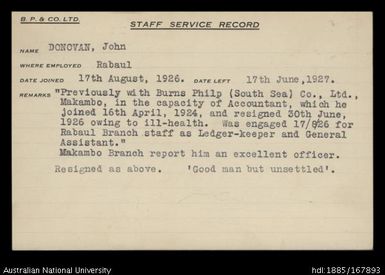 B. P. & CO. LTD.
STAFF SERVICE RECORD
NAME DONOVAN, John
WHERE EMPLOYED Rabaul
DATE JOINED 17th August, 1926. DATE LEFT 17th June,1927.
REMARKS "Previously with Burns Philp (South Sea) Co., Ltd.,
Makambo, in the capacity of Accountant, which he
joined 16th April, 1924, and resigned 30th June,
1926 owing to ill-health. Was engaged 17/8/26 for
Rabaul Branch staff as Ledger-keeper and General
Assistant."
Makambo Branch report him an excellent officer.
Resigned as above. 'Good man but unsettled'.
Australian National University
hdl:1885/167893